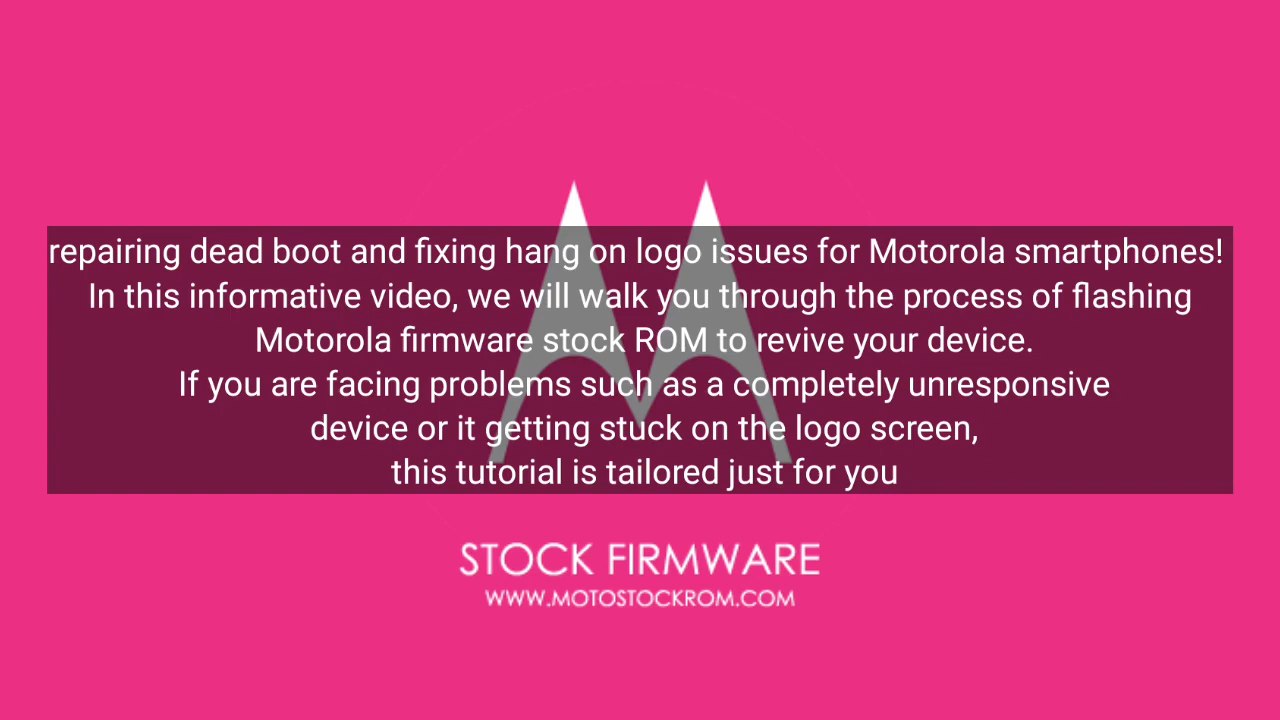 repairing dead boot and fixing hang on logo issues for Motorola smartphones!
In this informative video, we will walk you through the process of flashing
Motorola firmware stock ROM to revive your device.
If you are facing problems such as a completely unresponsive
device or it getting stuck on the logo screen,
this tutorial is tailored just for you
STOCK FIRMWARE
WWW.MOTOSTOCKROM.COM